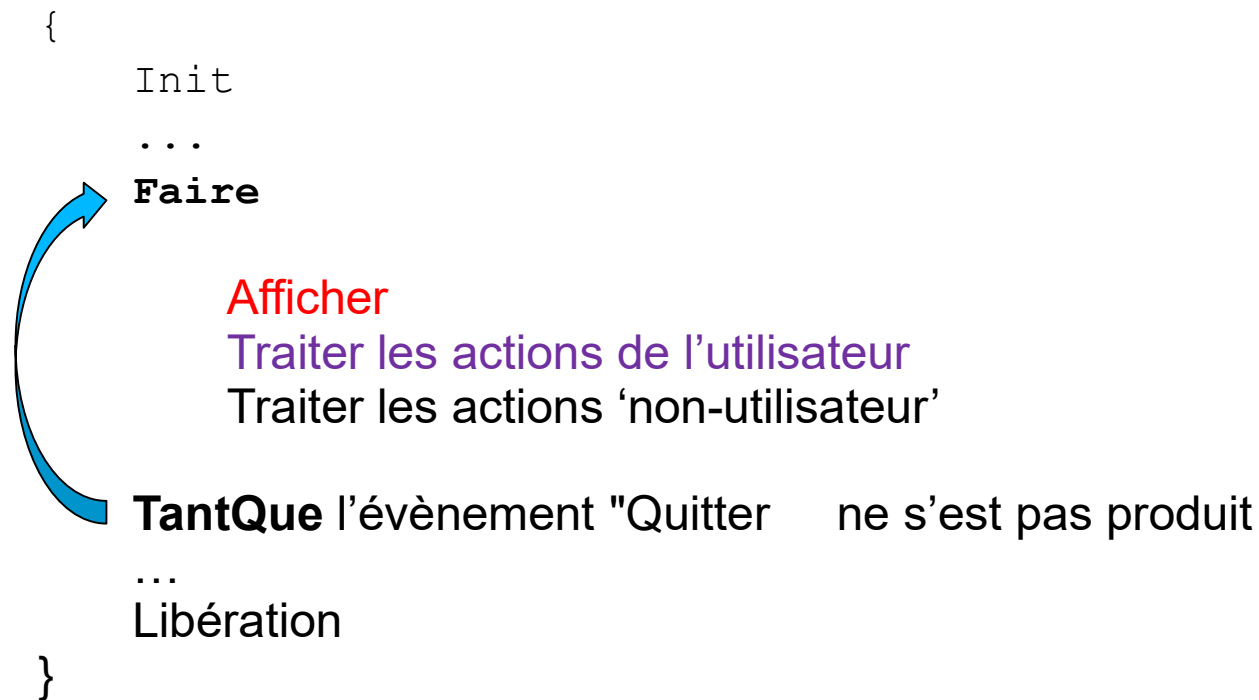 {
Init
...
Faire
Afficher
Traiter les actions de l’utilisateur
Traiter les actions ‘non-utilisateur’
TantQue l’évènement "Quitter ne s’est pas produit
…
Libération
}